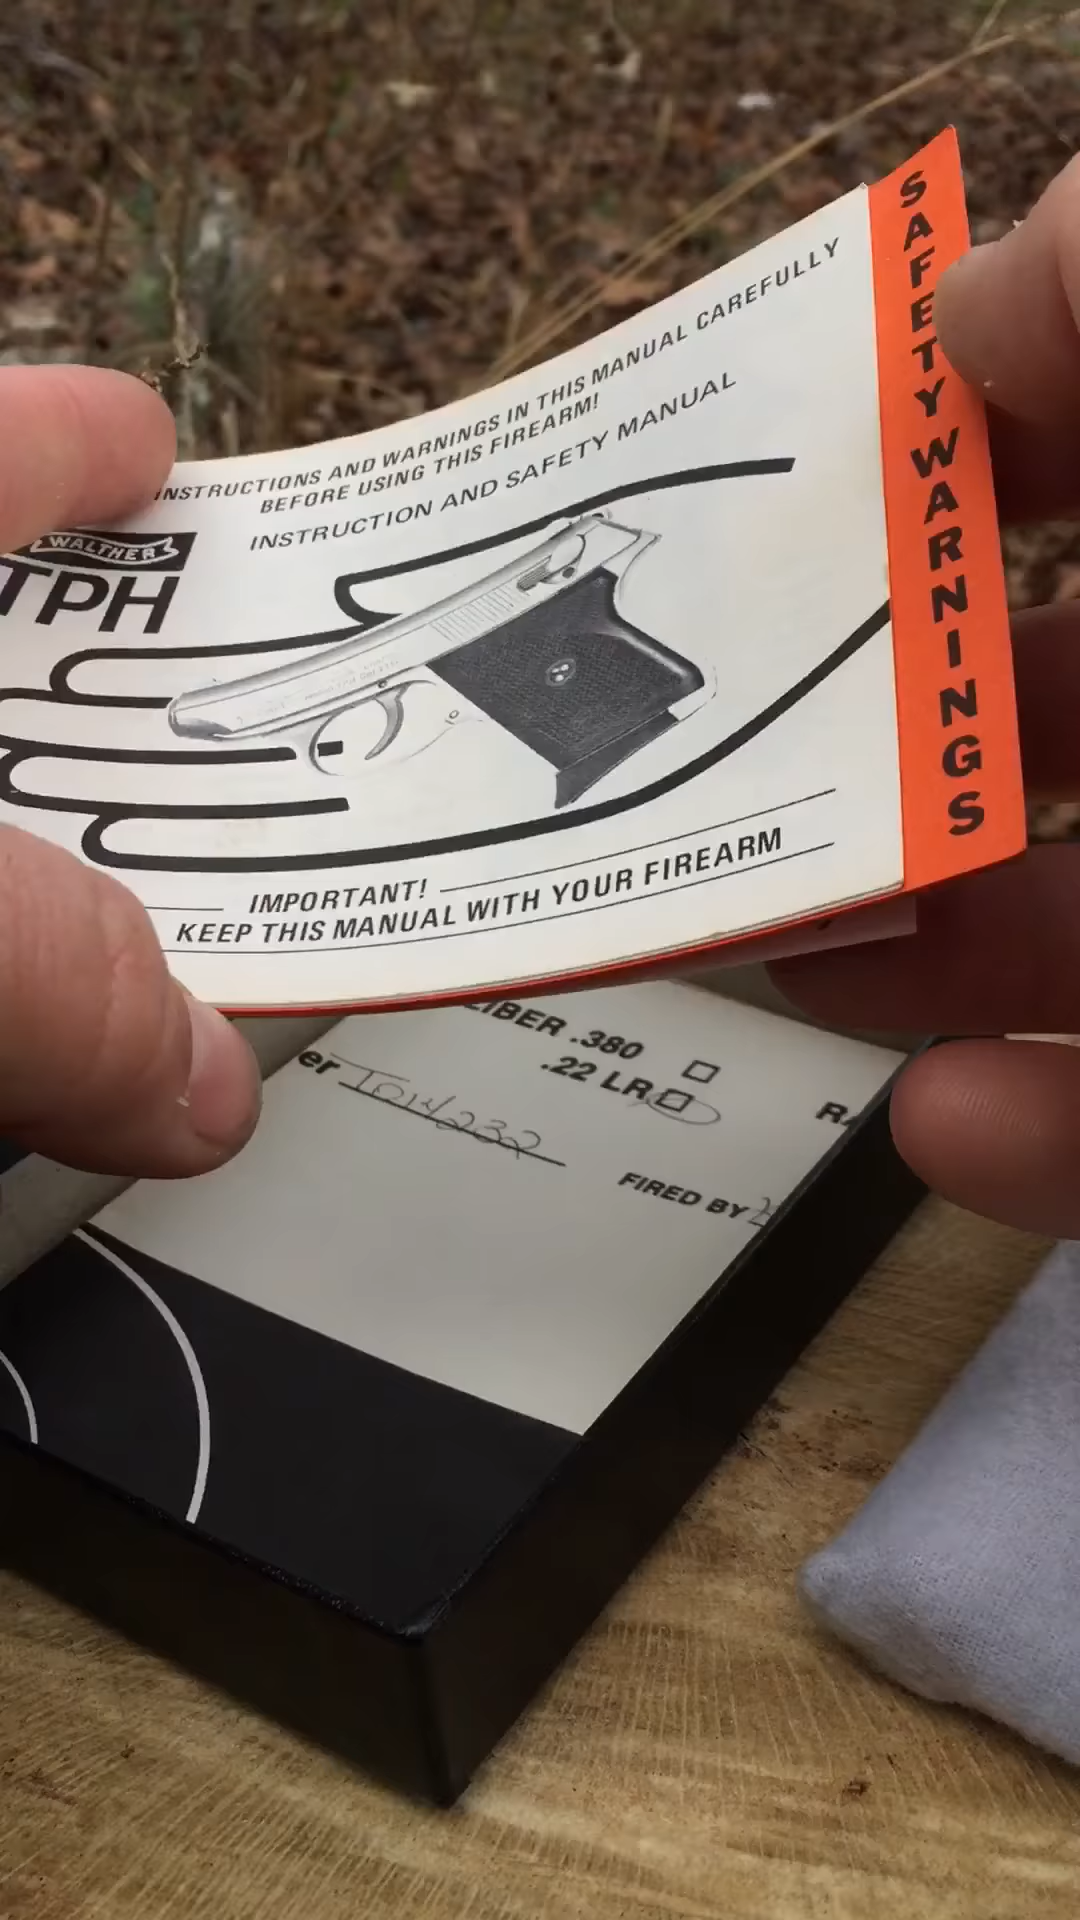 INSTRUCTIONS AND WARNINGS IN THIS MANUAL CAREFULLY
BEFORE USING THIS FIREARM!
INSTRUCTION AND SAFETY MANUAL
WALTHER
TPH
IMPORTANT!
KEEP THIS MANUAL WITH YOUR FIREARM
SAFETY WARNINGS
.380
.22 LR
FIRED BY